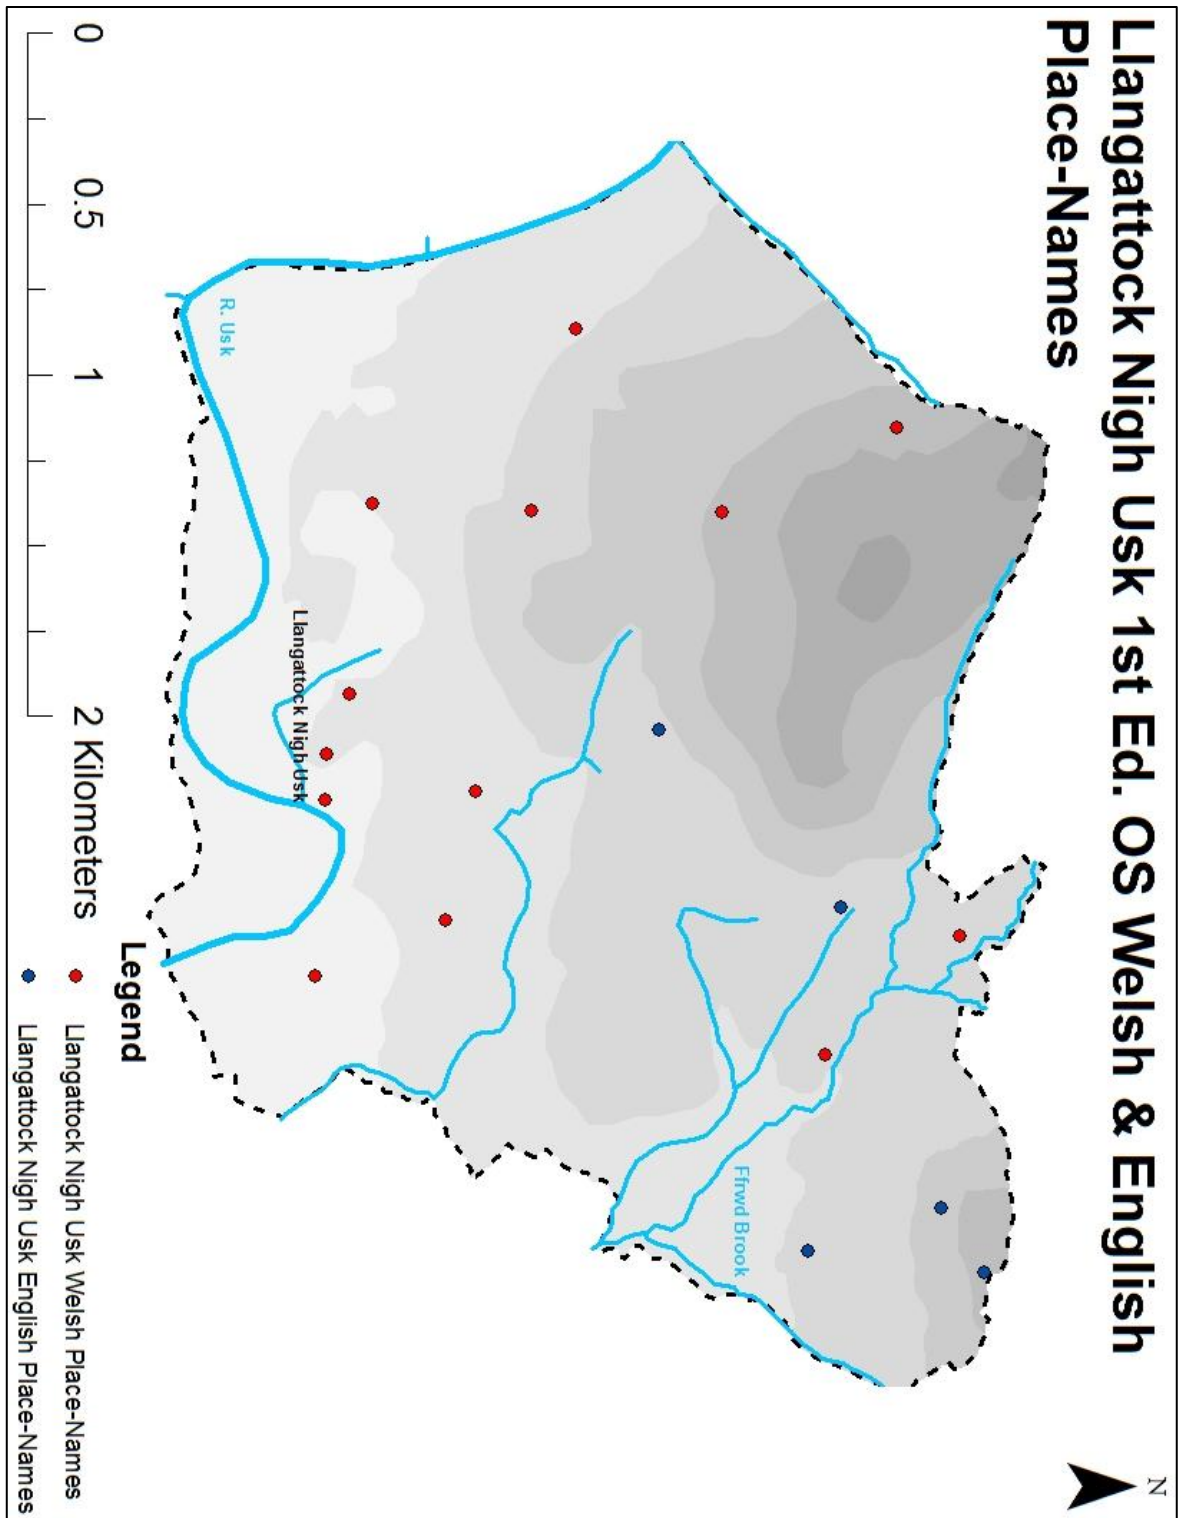 Llangattock Nigh Usk 1st Ed. OS Welsh & English
Place-Names
N
R. Usk
Llangattock Nigh Usk
Ffrwd Brook
0 0.5 1 2 Kilometers
Legend
Llangattock Nigh Usk Welsh Place-Names
Llangattock Nigh Usk English Place-Names